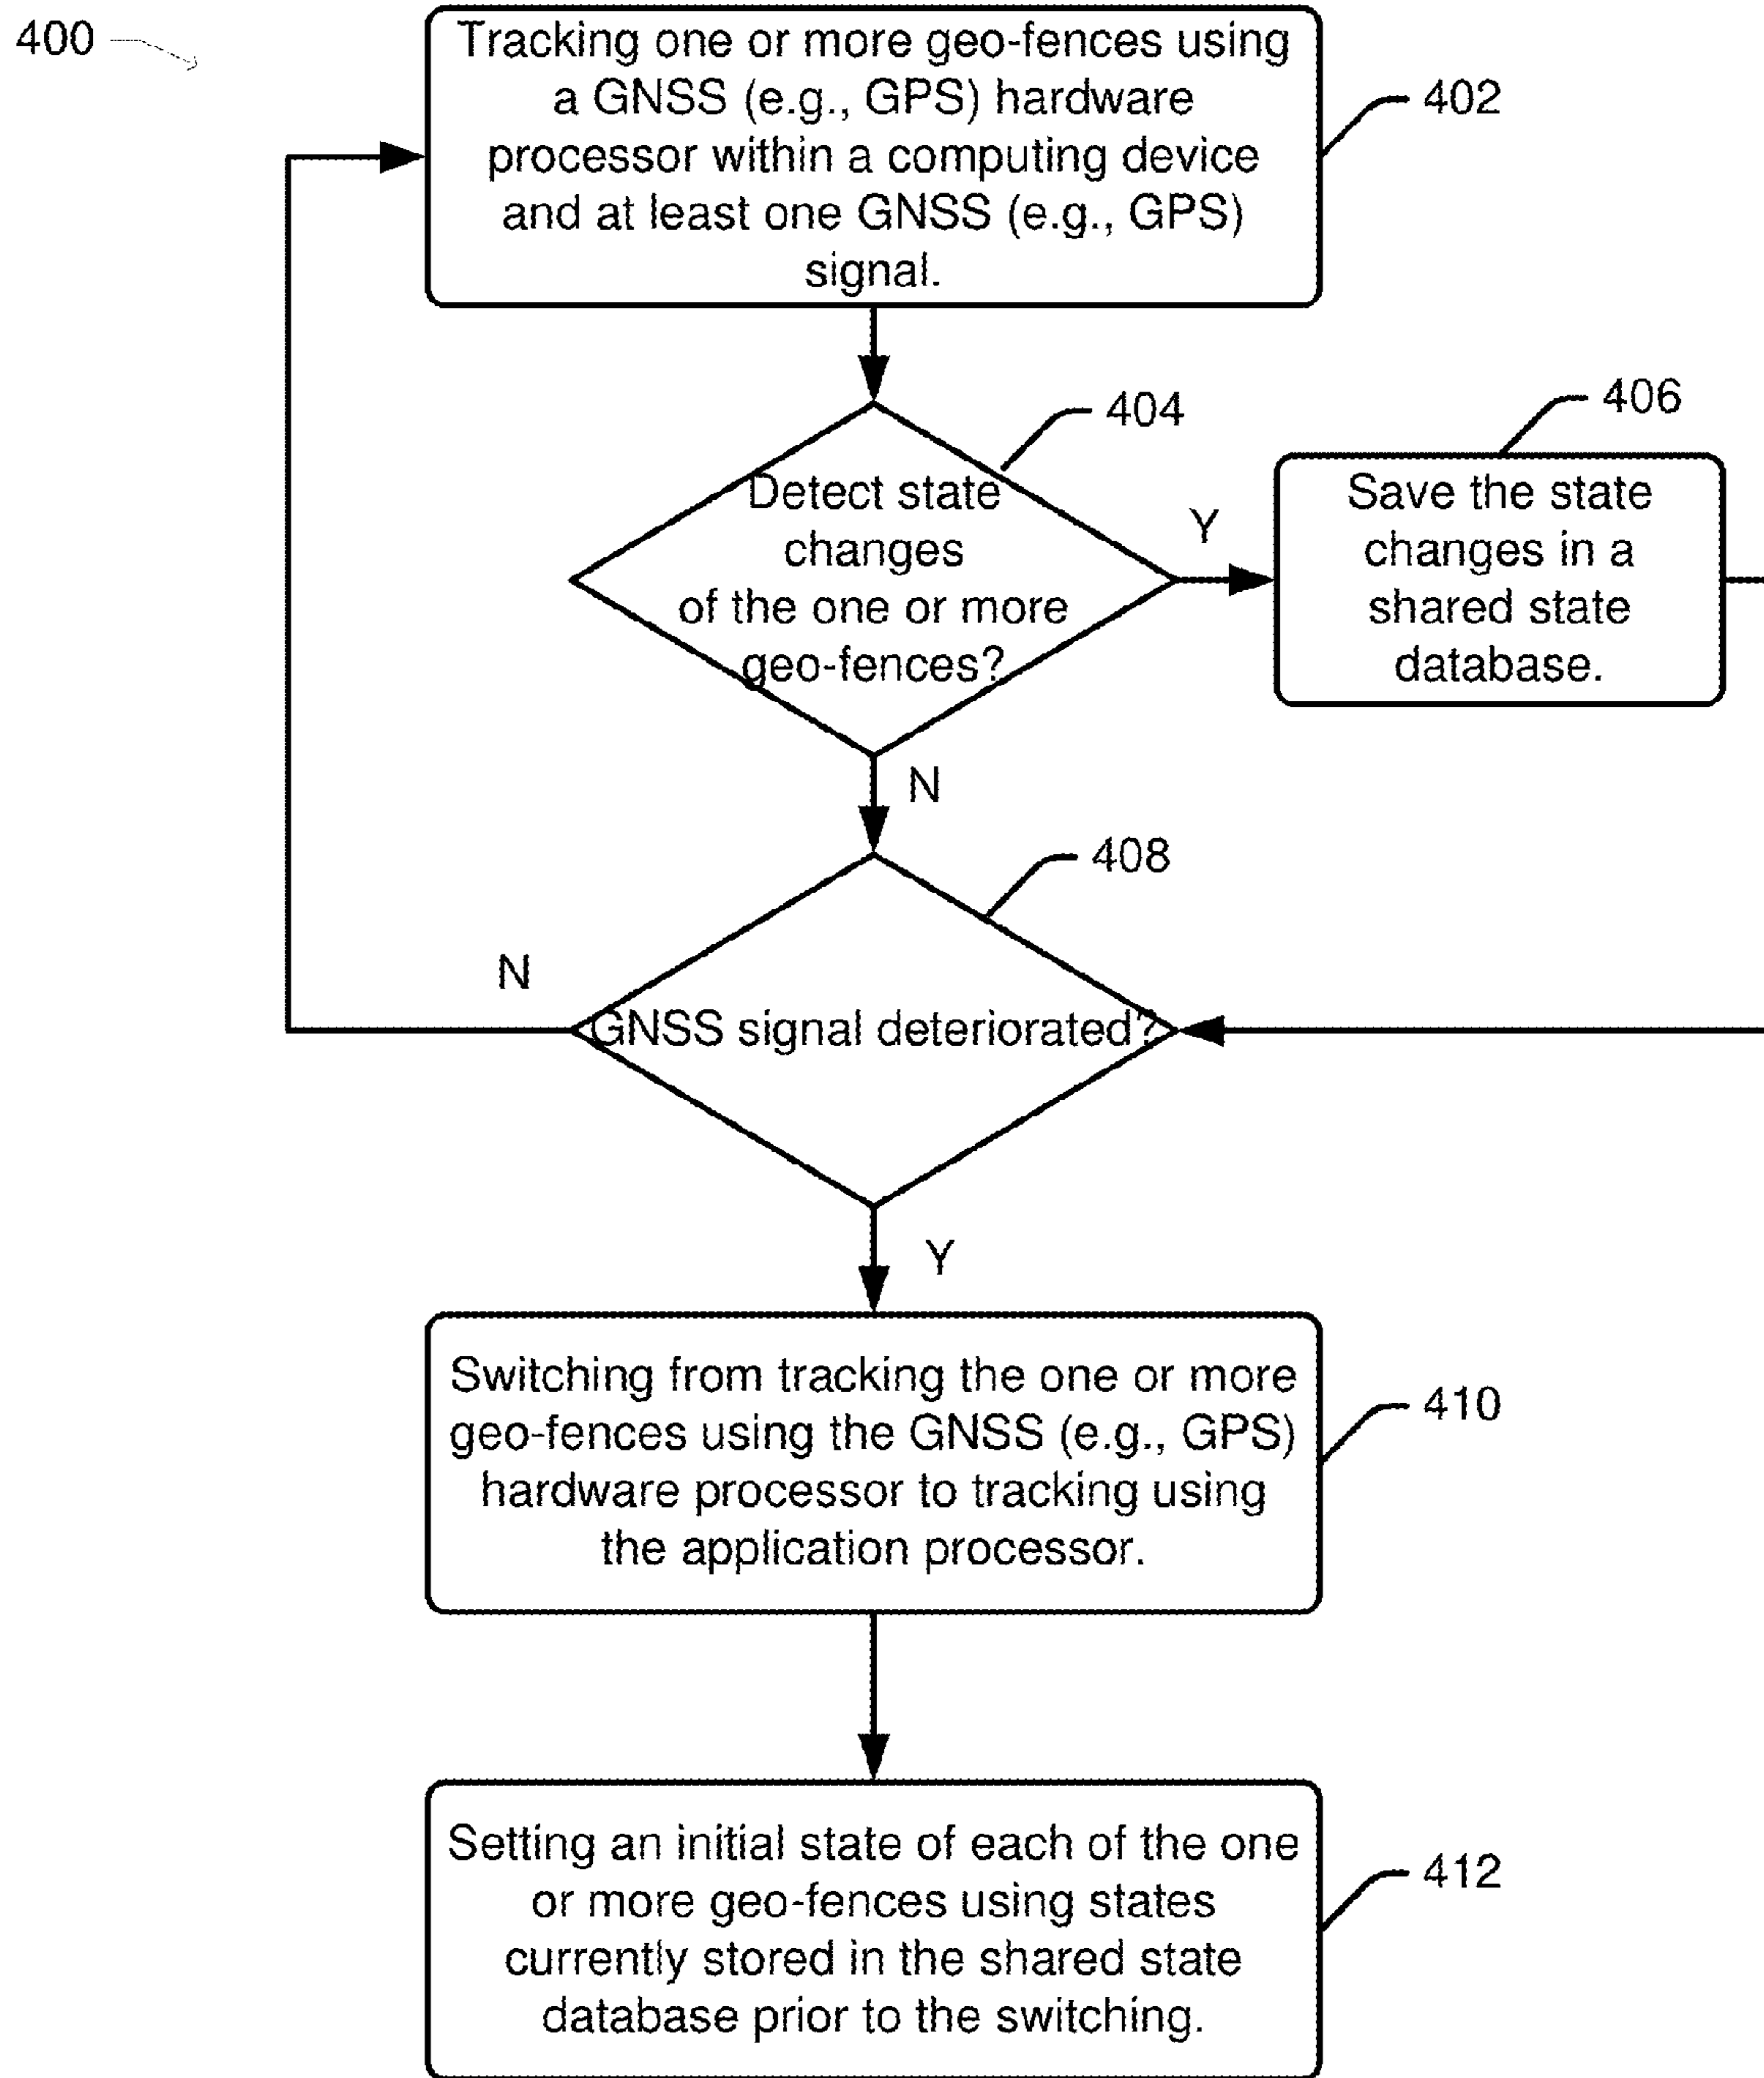 400
Tracking one or more geo-fences using
a GNSS (e.g., GPS) hardware
processor within a computing device
and at least one GNSS (e.g., GPS)
signal.
402
404
Detect state
changes
of the one or more
geo-fences?
Y
406
Save the state
changes in a
shared state
database.
N
408
GNSS signal deteriorated?
N
Y
Switching from tracking the one or more
geo-fences using the GNSS (e.g., GPS)
hardware processor to tracking using
the application processor.
410
Setting an initial state of each of the one
or more geo-fences using states
currently stored in the shared state
database prior to the switching.
412